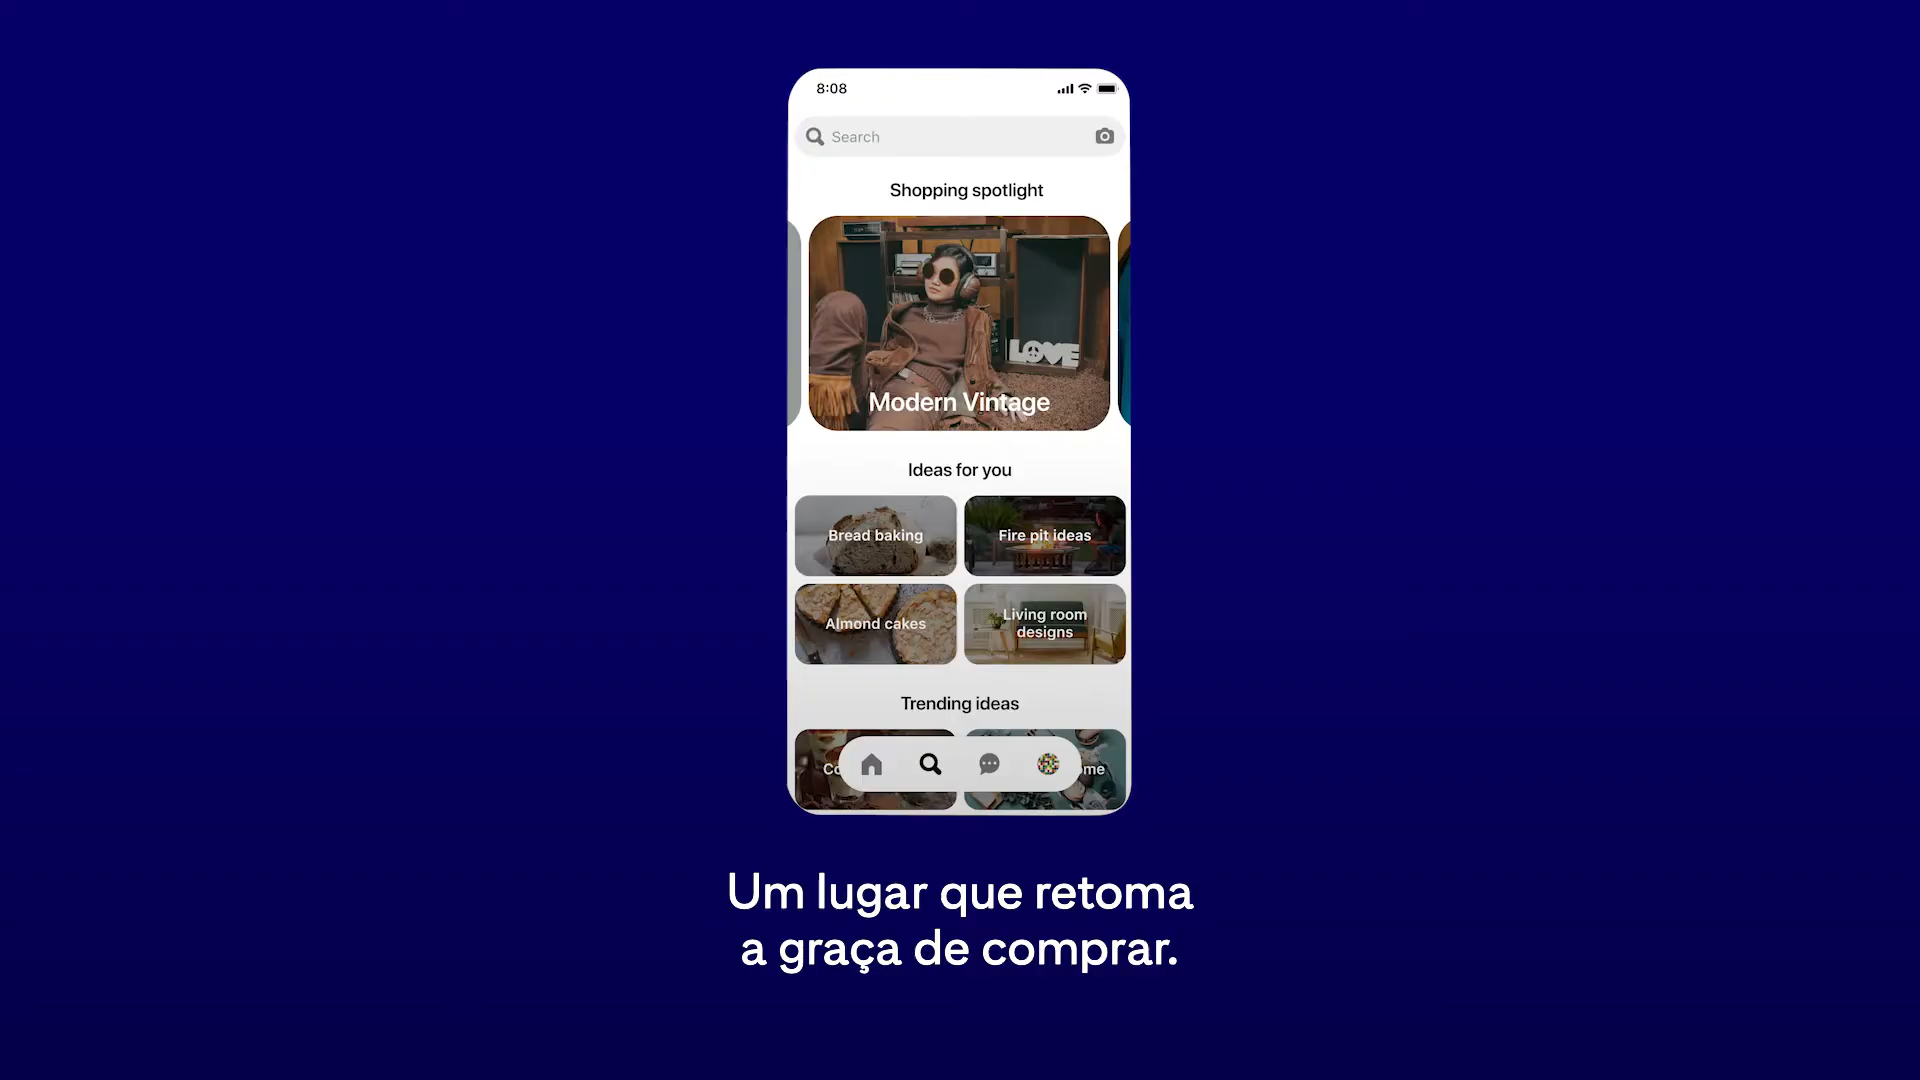 8:08
Search
Shopping spotlight
LOVE
Modern Vintage
Ideas for you
Bread baking
Fire pit ideas
Almond cakes
Living room
designs
Trending ideas
Um lugar que retoma
a graça de comprar.